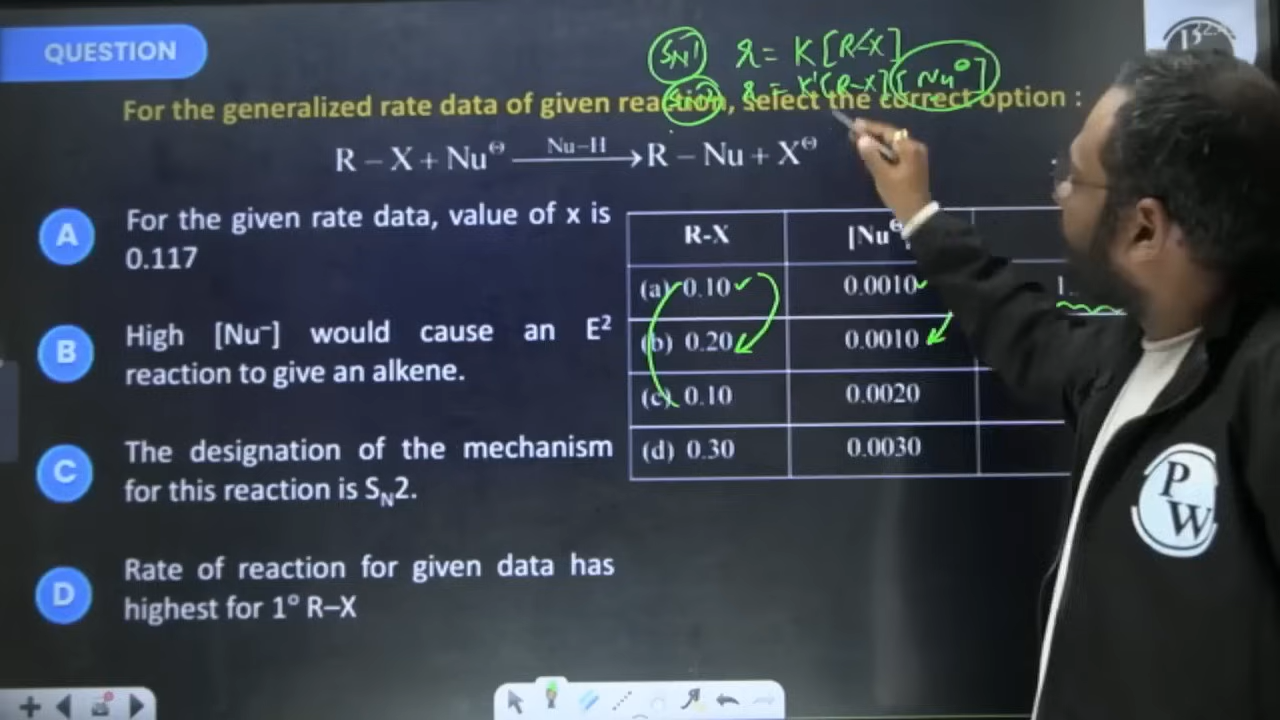 QUESTION
SN1 r = K [R-X]
r = K' [R-X] [Nu⊖]
For the generalized rate data of given reaction, select the correct option :
R – X + Nu⊖ Nu–H → R – Nu + X⊖
A For the given rate data, value of x is
0.117
B High [Nu⁻] would cause an E²
reaction to give an alkene.
C The designation of the mechanism
for this reaction is SN2.
D Rate of reaction for given data has
highest for 1° R–X
R-X [Nu⊖]
(a) 0.10 0.0010 1.
(b) 0.20 0.0010
(c) 0.10 0.0020
(d) 0.30 0.0030
P
W